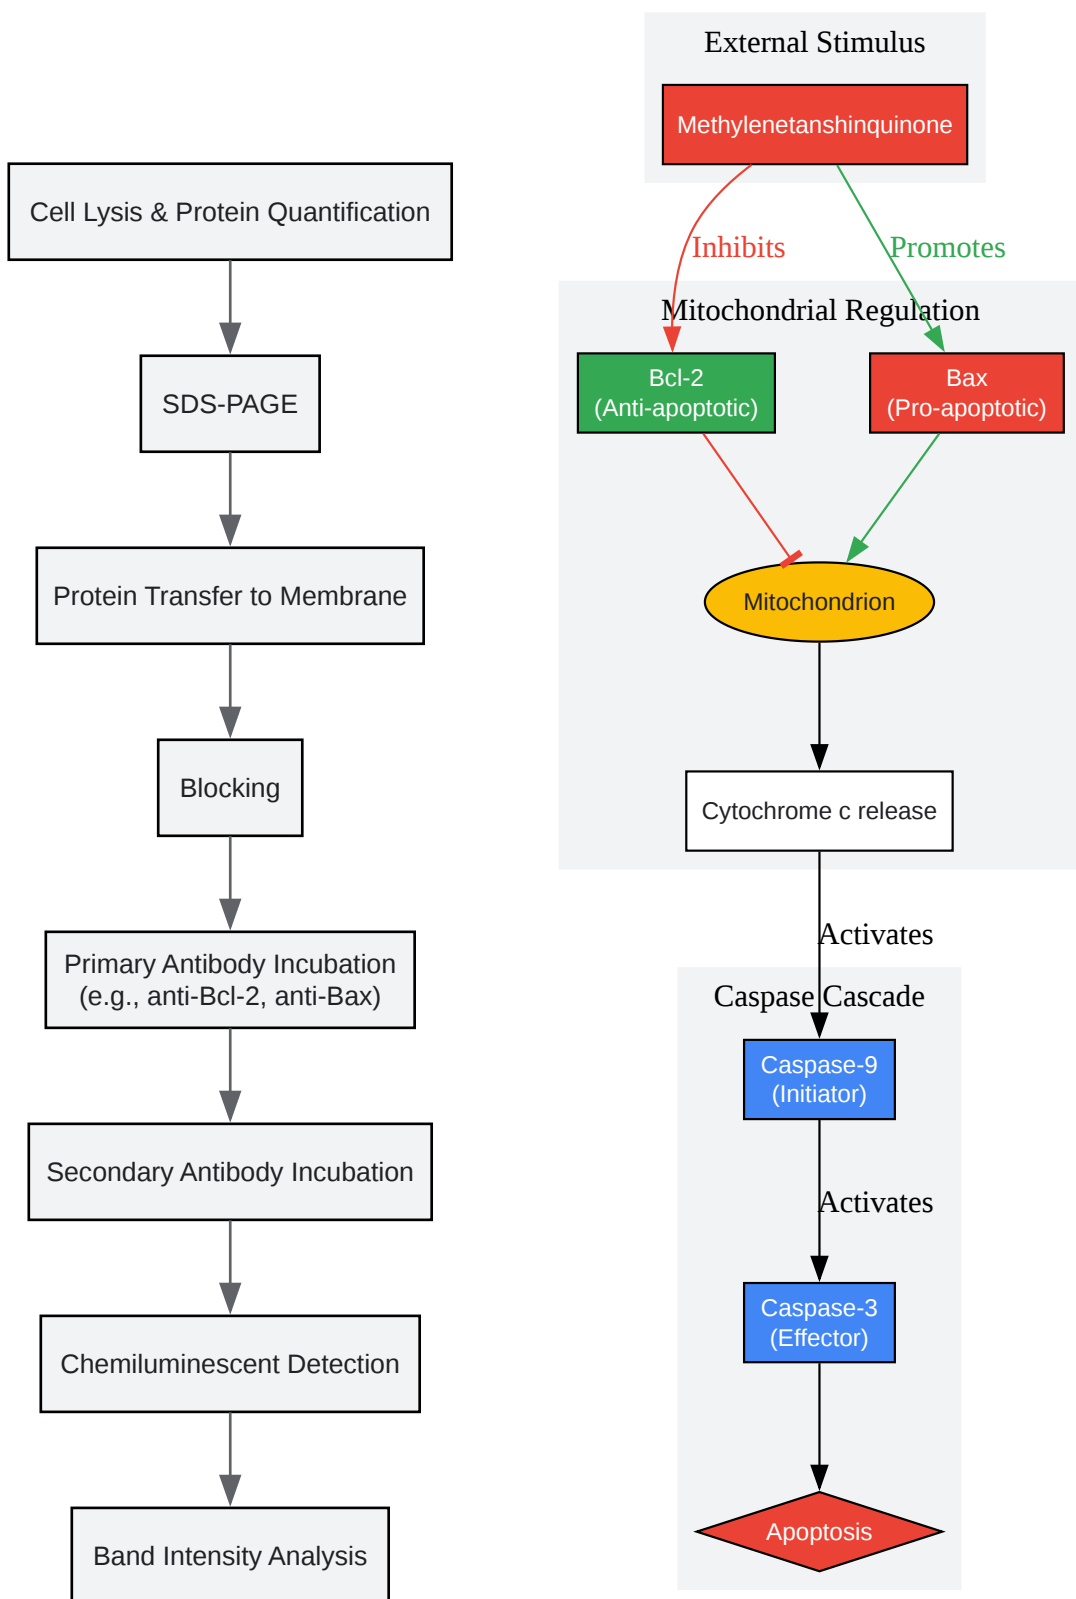 Cell Lysis & Protein Quantification
SDS-PAGE
Protein Transfer to Membrane
Blocking
Primary Antibody Incubation
(e.g., anti-Bcl-2, anti-Bax)
Secondary Antibody Incubation
Chemiluminescent Detection
Band Intensity Analysis
External Stimulus
Methylenetanshinquinone
Inhibits
Promotes
Mitochondrial Regulation
Bcl-2
(Anti-apoptotic)
Bax
(Pro-apoptotic)
Mitochondrion
Cytochrome c release
Activates
Caspase Cascade
Caspase-9
(Initiator)
Activates
Caspase-3
(Effector)
Apoptosis